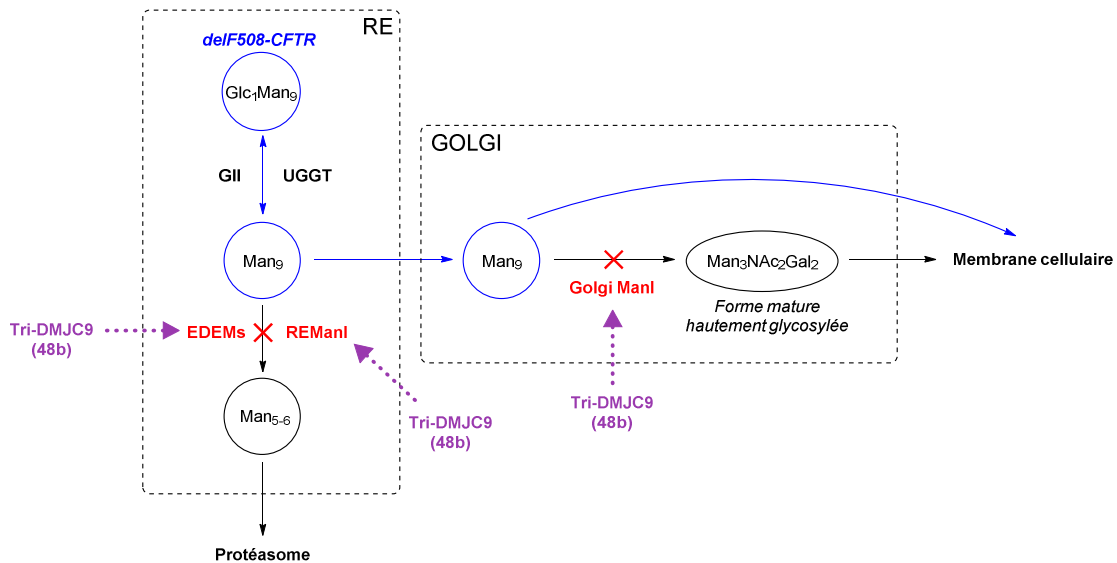 RE
delF508-CFTR
Glc₁Man₉
GOLGI
GII
UGGT
Man₉
Man₉
Man₃NAc₂Gal₂
Membrane cellulaire
Golgi ManI
Forme mature
hautement glycosylée
Tri-DMJC9
(48b)
EDEMs
REManI
Tri-DMJC9
(48b)
Man₅₋₆
Tri-DMJC9
(48b)
Protéasome